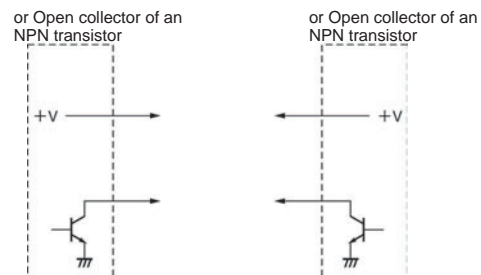 or Open collector of an
NPN transistor
or Open collector of an
NPN transistor
+V
+V